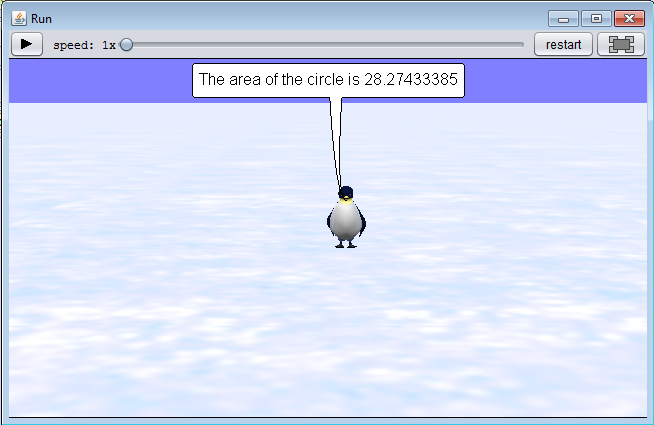 Run
speed: 1x
restart
The area of the circle is 28.27433385